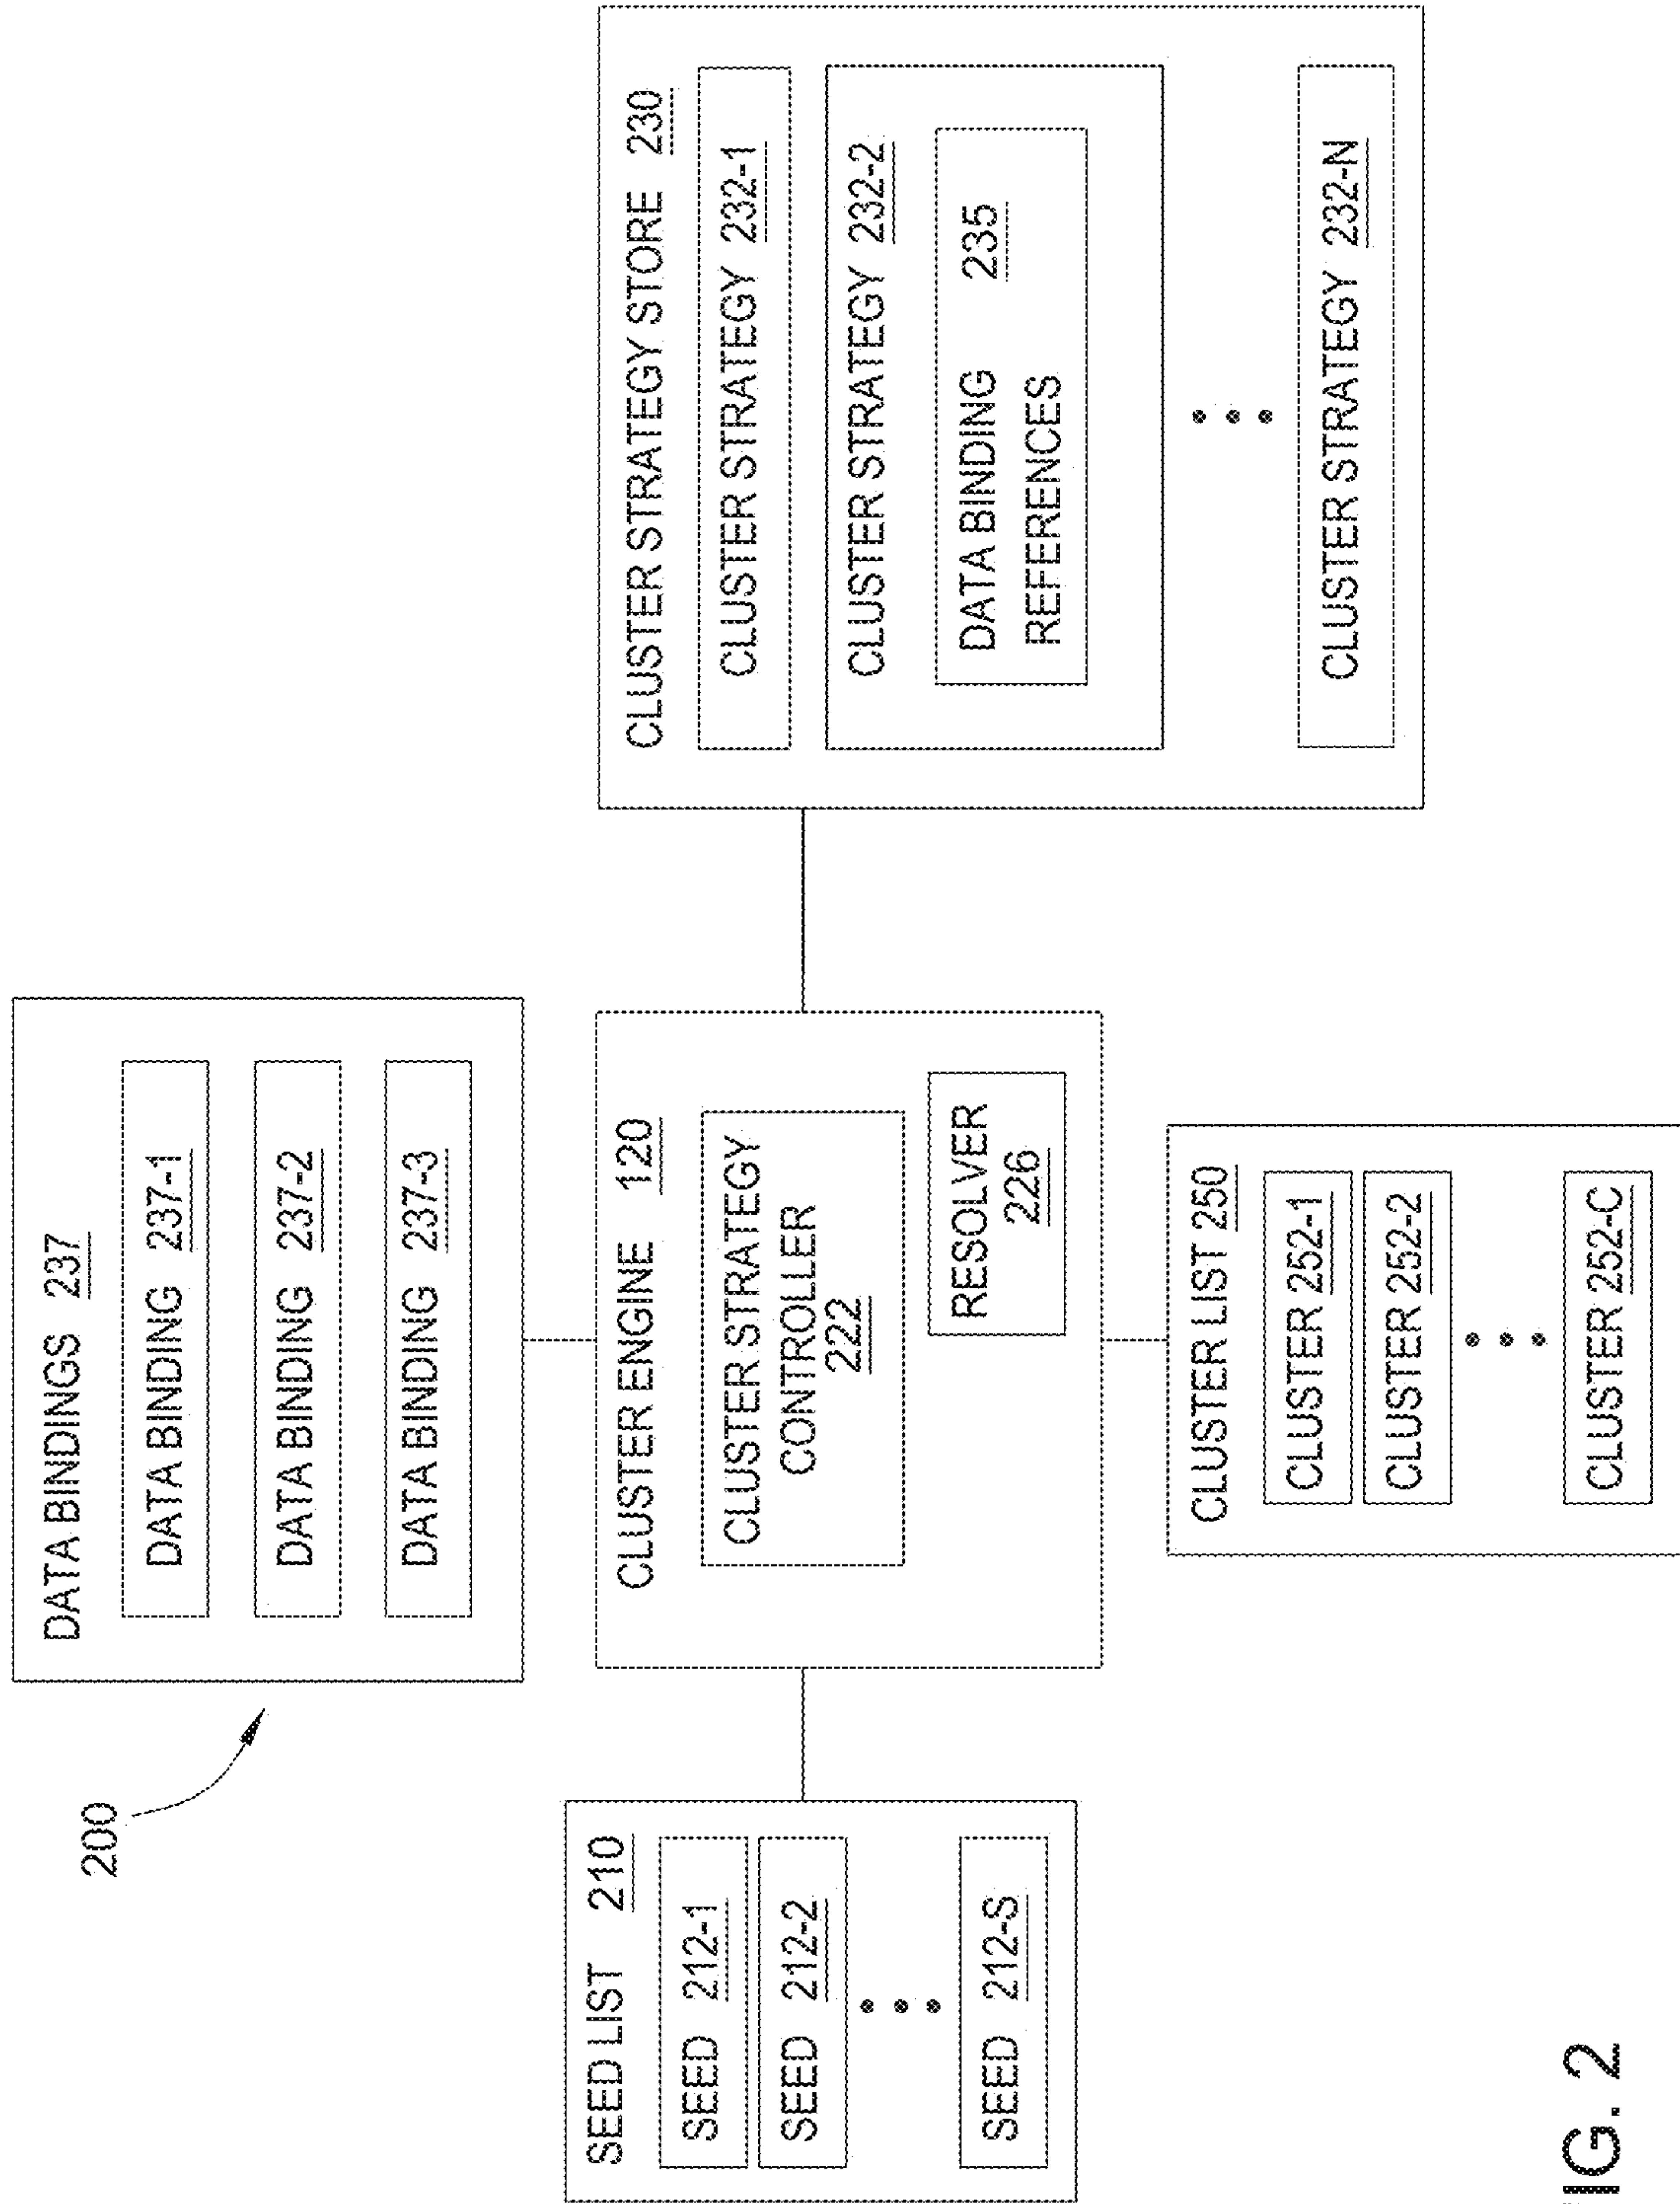 200
DATA BINDINGS 237
DATA BINDING 237-1
DATA BINDING 237-2
DATA BINDING 237-3
SEED LIST 210
SEED 212-1
SEED 212-2
SEED 212-S
CLUSTER ENGINE 120
CLUSTER STRATEGY
CONTROLLER
222
RESOLVER
226
CLUSTER STRATEGY STORE 230
CLUSTER STRATEGY 232-1
CLUSTER STRATEGY 232-2
DATA BINDING 235
REFERENCES
CLUSTER STRATEGY 232-N
CLUSTER LIST 250
CLUSTER 252-1
CLUSTER 252-2
CLUSTER 252-C
IG. 2